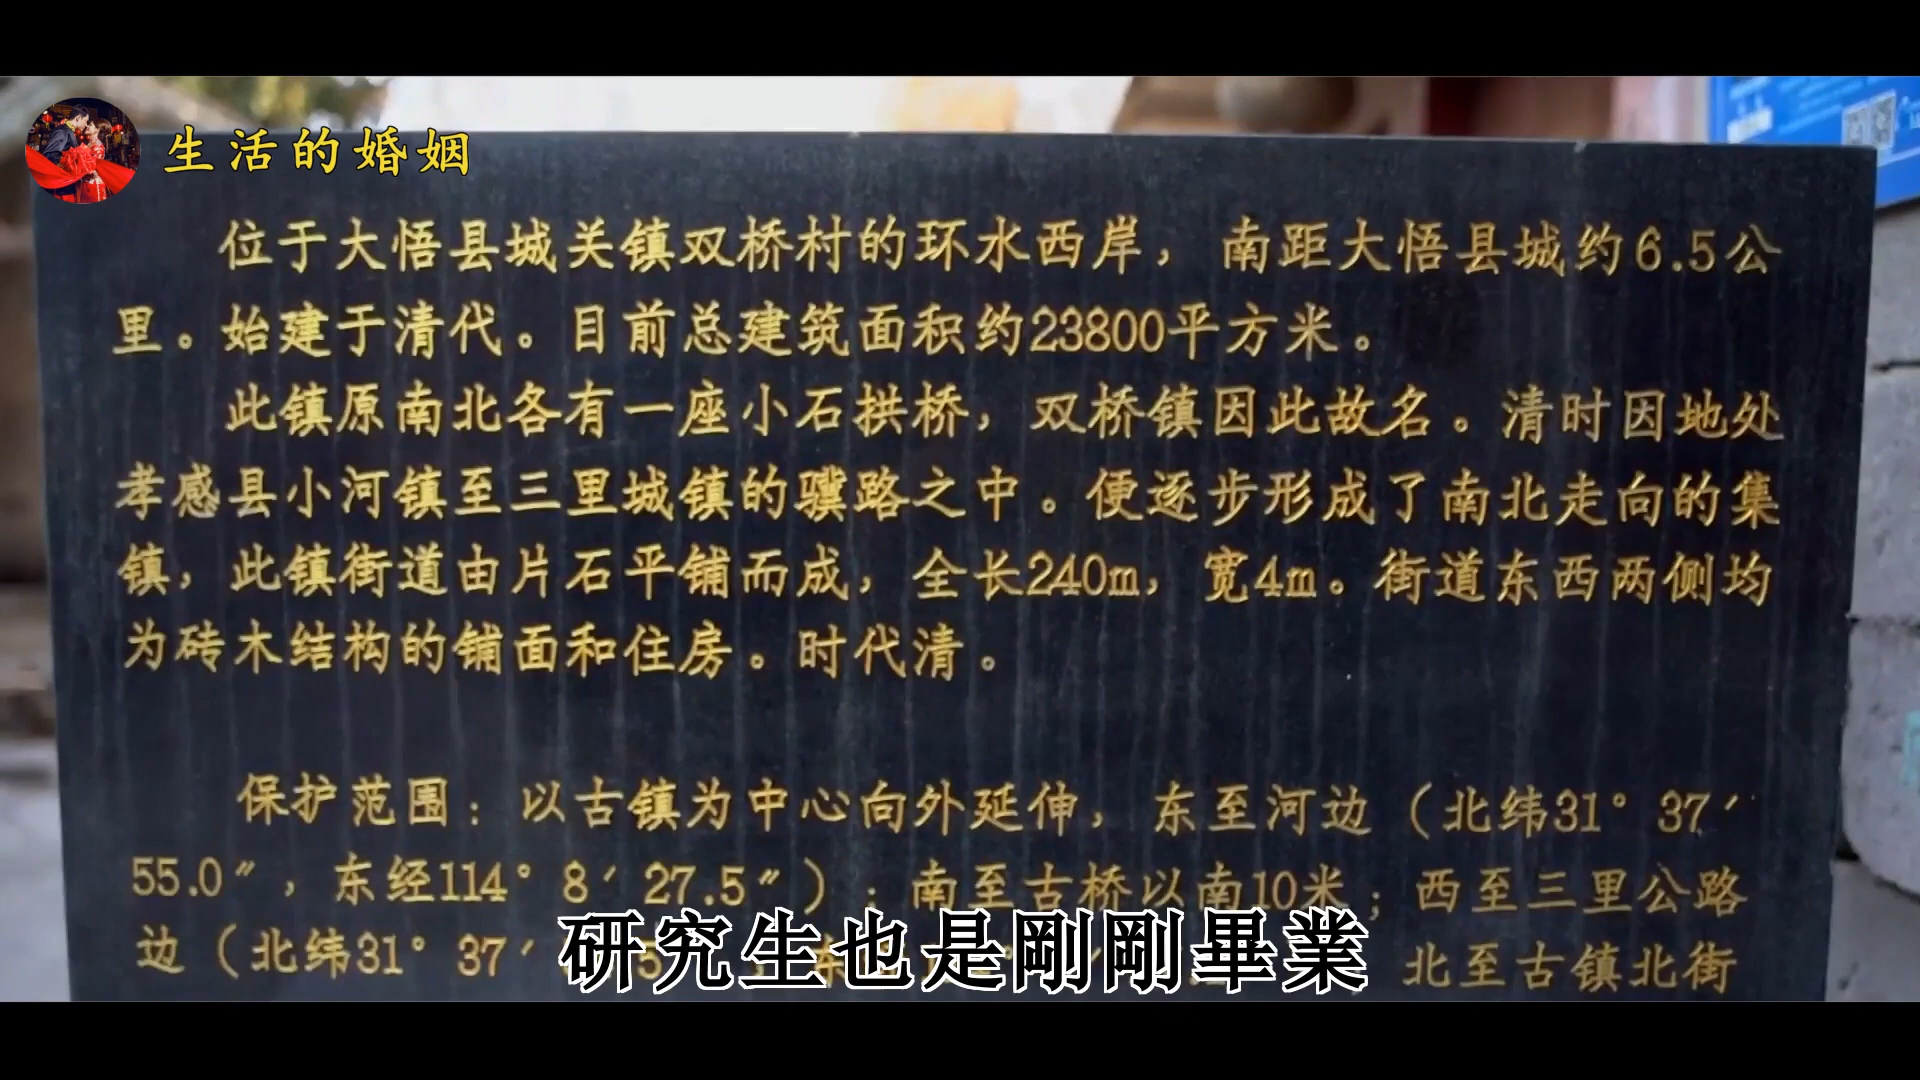 生活的婚姻
位于大悟县城关镇双桥村的环水西岸，南距大悟县城约6.5公
里。始建于清代。目前总建筑面积约23800平方米。
此镇原南北各有一座小石拱桥，双桥镇因此故名。清时因地处
孝感县小河镇至三里城镇的骥路之中。便逐步形成了南北走向的集
镇，此镇街道由片石平铺而成，全长240m，宽4m。街道东西两侧均
为砖木结构的铺面和住房。时代清。
保护范围：以古镇为中心向外延伸，东至河边（北纬31°37′
55.0″，东经114°8′27.5″）；南至古桥以南10米；西至三里公路
边（北纬31°37′
北至古镇北街
研究生也是剛剛畢業